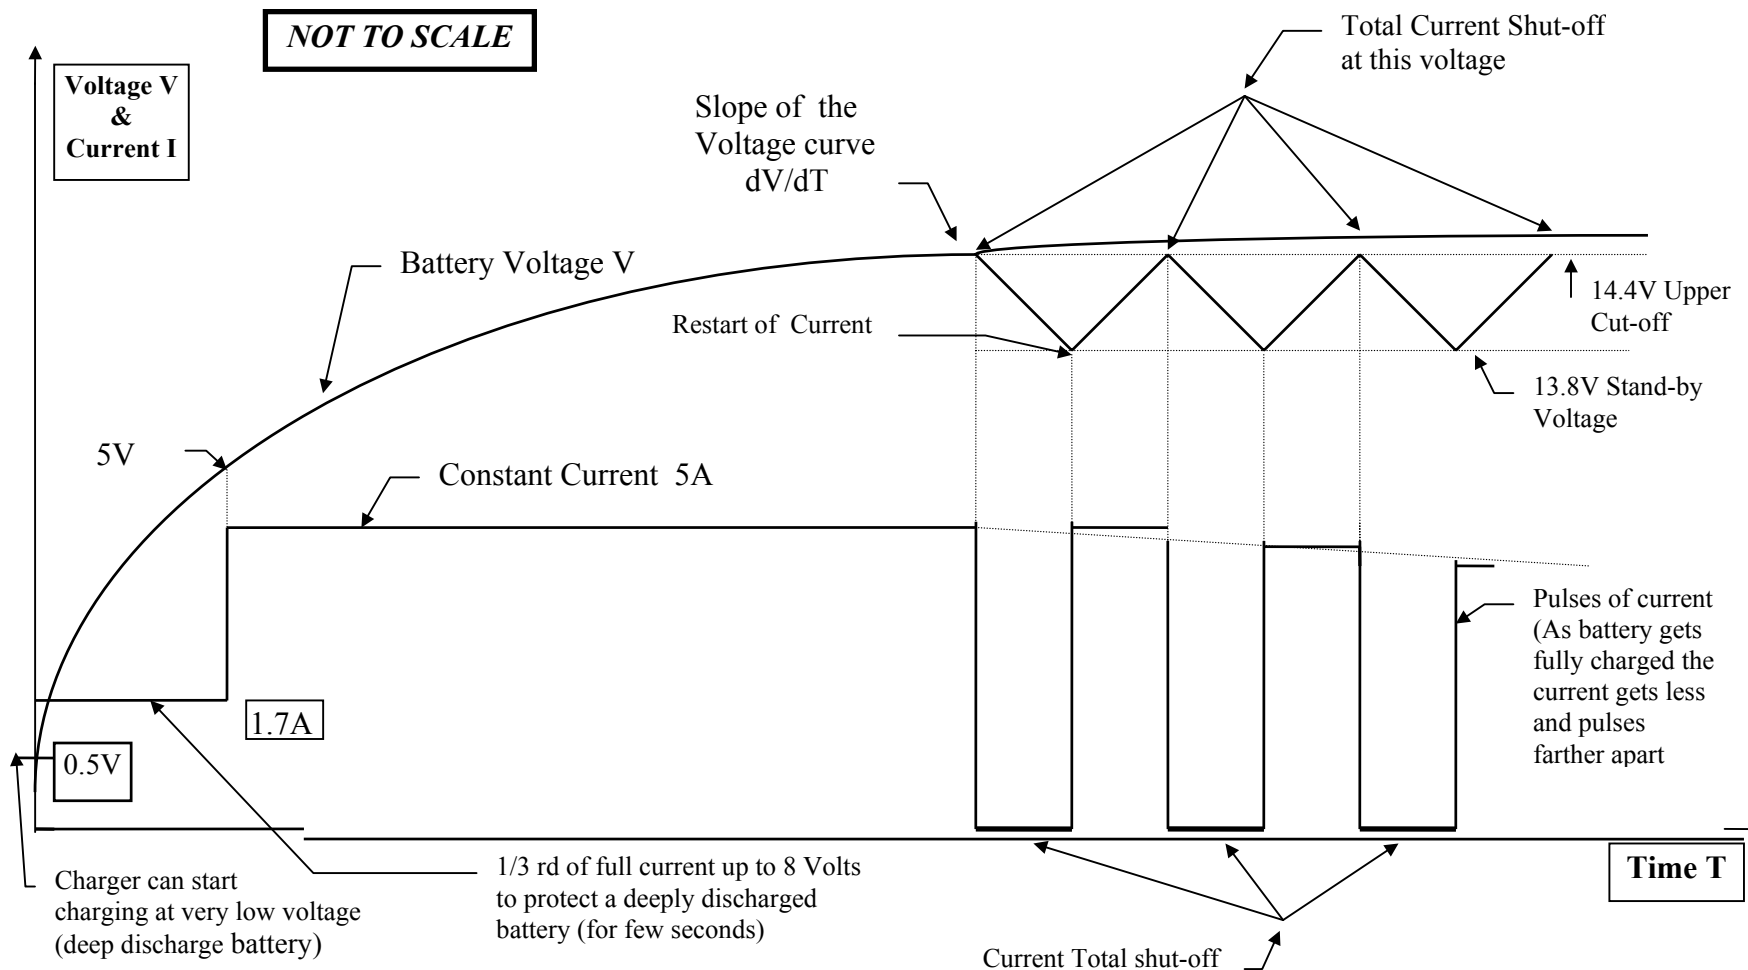 NOT TO SCALE
Voltage V
&
Current I
Total Current Shut-off
at this voltage
Slope of the
Voltage curve
dV/dT
Battery Voltage V
Restart of Current
14.4V Upper
Cut-off
13.8V Stand-by
Voltage
5V
Constant Current 5A
1.7A
0.5V
Pulses of current
(As battery gets
fully charged the
current gets less
and pulses
farther apart
Time T
Charger can start
charging at very low voltage
(deep discharge battery)
1/3 rd of full current up to 8 Volts
to protect a deeply discharged
battery (for few seconds)
Current Total shut-off